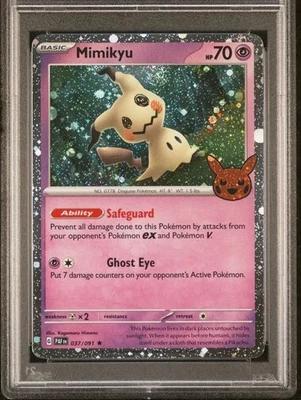 BASIC
Mimikyu
HP70
NO. 0778 Disguise Pokémon HT: 8" WT: 1.5 lbs.
Ability Safeguard
Prevent all damage done to this Pokémon by attacks
from your opponent's Pokémon ex and Pokémon V.
Ghost Eye
Put 7 damage counters on your opponent's Active Pokémon.
weakness x2 resistance retreat
Illus. Kagemaru Himeno
PAF EN 037/091 ★
This Pokémon lives in dark places untouched by
sunlight. When it appears before humans, it hides
itself under a cloth that resembles a Pikachu.